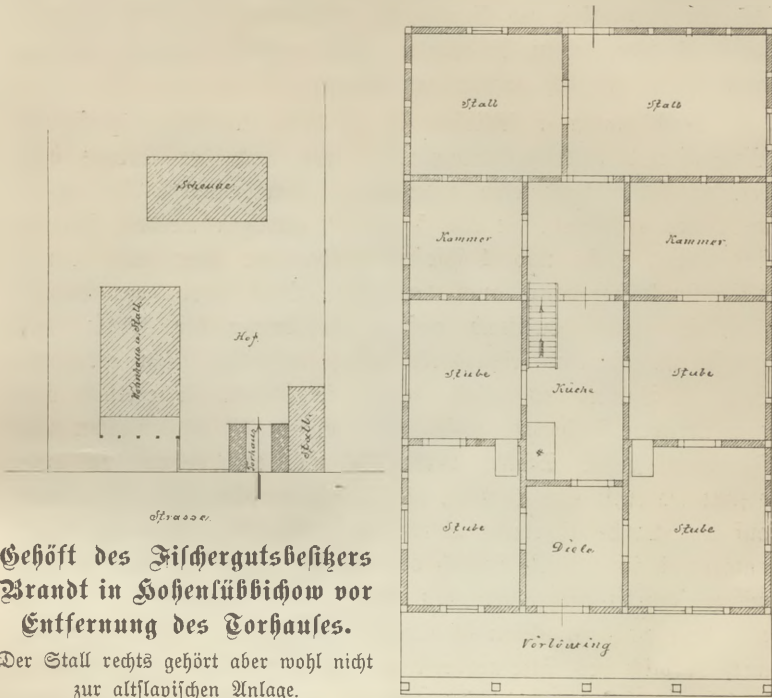 Scheune
Wohnhaus u. Stall.
Hof.
Torhaus
Stall.
Strasse.
Gehöft des Fischergutsbesitzers
Brandt in Hohenlübbichow vor
Entfernung des Torhauses.
Der Stall rechts gehört aber wohl nicht
zur altslavischen Anlage.
Stall
Stall
Kammer
Kammer
Stube
Küche
Stube
Stube
Diele
Stube
Vorlöwing